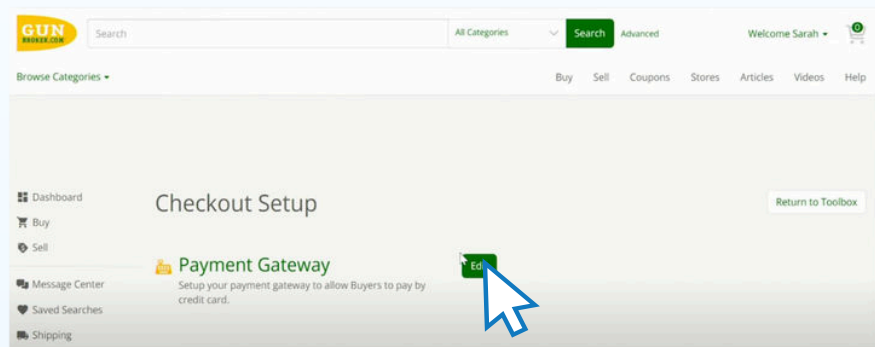 GUN
BROKER.COM
Search
All Categories
Search
Advanced
Welcome Sarah
0
Browse Categories
Buy
Sell
Coupons
Stores
Articles
Videos
Help
Dashboard
Buy
Sell
Message Center
Saved Searches
Shipping
Checkout Setup
Return to Toolbox
Payment Gateway
Setup your payment gateway to allow Buyers to pay by
credit card.